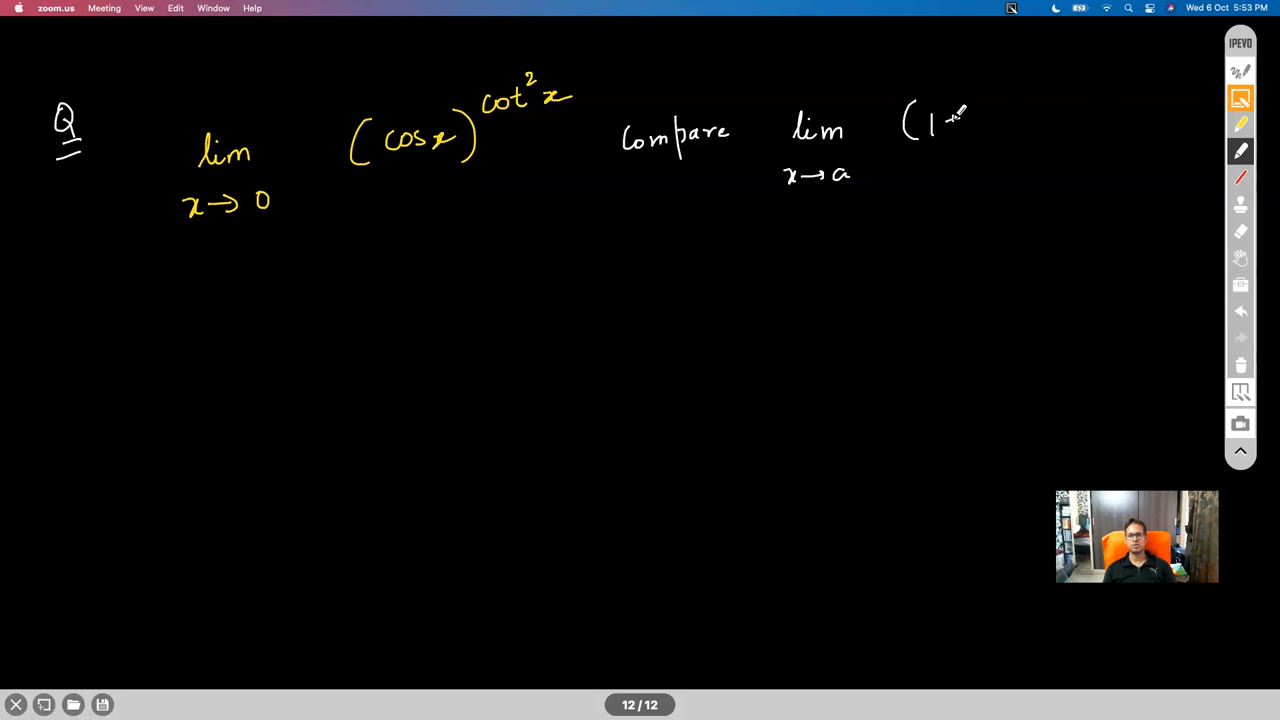 zoom.us Meeting View Edit Window Help Wed 6 Oct 5:53 PM
IPEVO
Q lim (cos x)^cot² x compare lim (1 +
x → 0 x → a
12 / 12